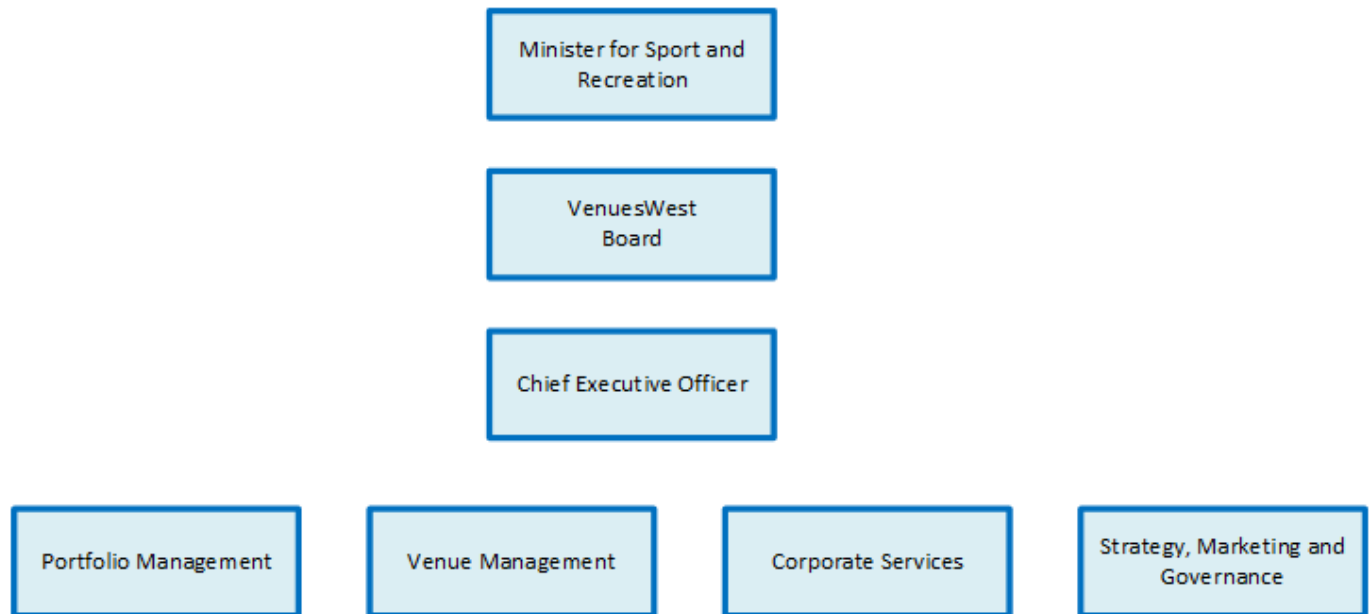 Minister for Sport and
Recreation
VenuesWest
Board
Chief Executive Officer
Portfolio Management
Venue Management
Corporate Services
Strategy, Marketing and
Governance